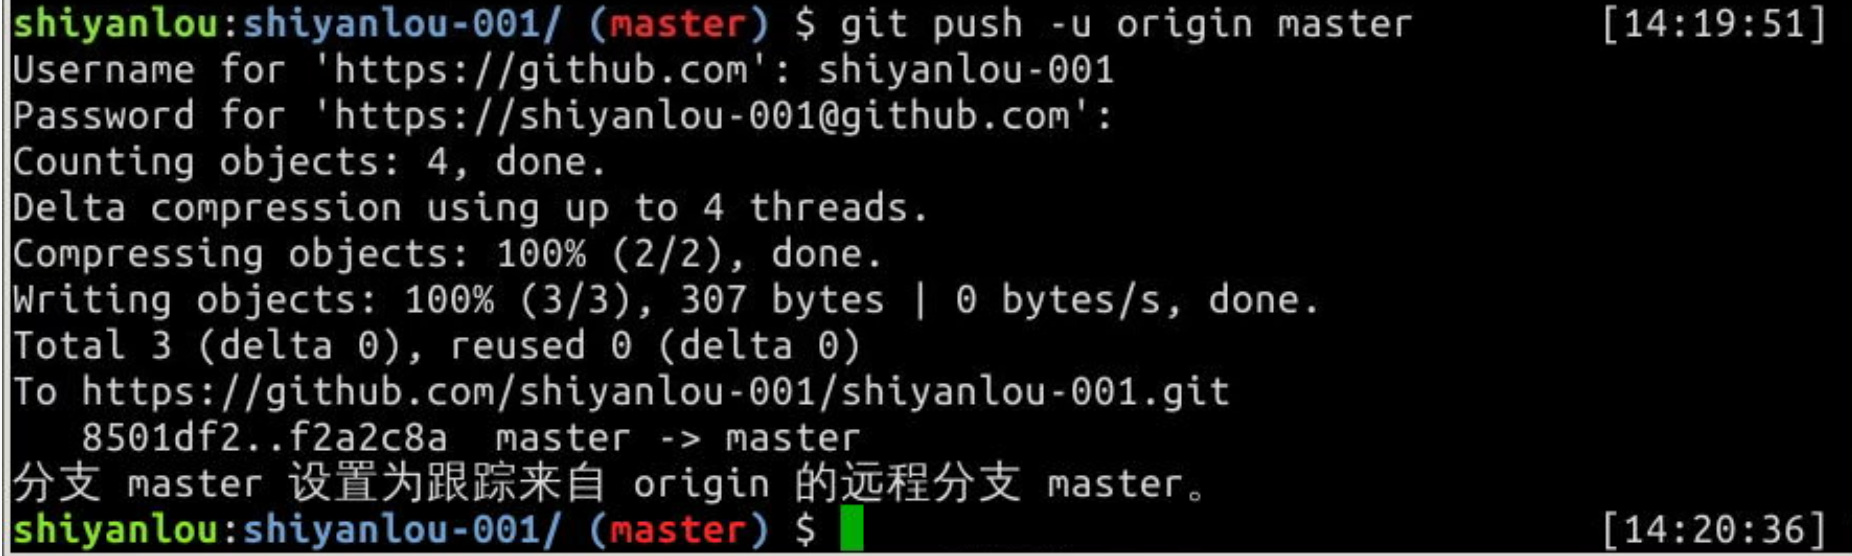 shiyanlou:shiyanlou-001/ (master) $ git push -u origin master [14:19:51]
Username for 'https://github.com': shiyanlou-001
Password for 'https://shiyanlou-001@github.com':
Counting objects: 4, done.
Delta compression using up to 4 threads.
Compressing objects: 100% (2/2), done.
Writing objects: 100% (3/3), 307 bytes | 0 bytes/s, done.
Total 3 (delta 0), reused 0 (delta 0)
To https://github.com/shiyanlou-001/shiyanlou-001.git
   8501df2..f2a2c8a  master -> master
分支 master 设置为跟踪来自 origin 的远程分支 master。
shiyanlou:shiyanlou-001/ (master) $ [14:20:36]